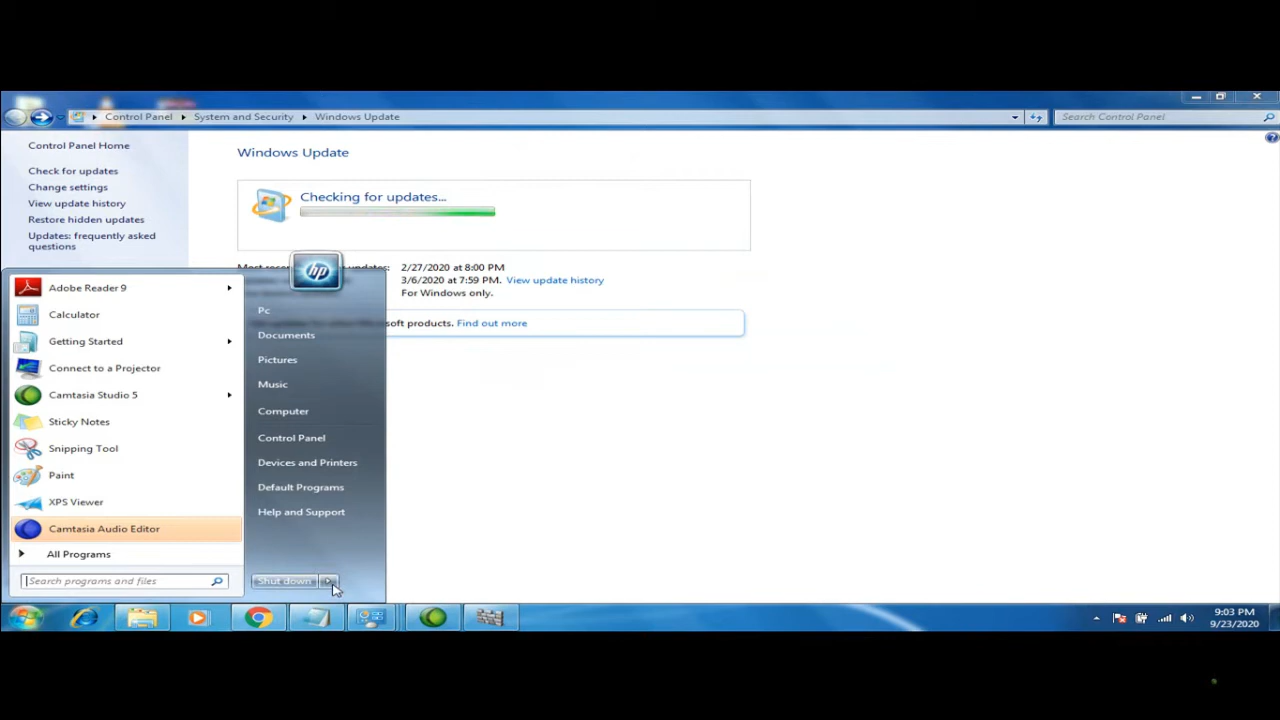 Control Panel System and Security Windows Update Search Control Panel
Control Panel Home
Check for updates
Change settings
View update history
Restore hidden updates
Updates: frequently asked
questions
Windows Update
Checking for updates...
updates: 2/27/2020 at 8:00 PM
3/6/2020 at 7:59 PM. View update history
For Windows only.
products. Find out more
hp
Adobe Reader 9
Calculator
Getting Started
Connect to a Projector
Camtasia Studio 5
Sticky Notes
Snipping Tool
Paint
XPS Viewer
Camtasia Audio Editor
All Programs
Search programs and files
Pc
Documents
Pictures
Music
Computer
Control Panel
Devices and Printers
Default Programs
Help and Support
Shut down
9:03 PM
9/23/2020